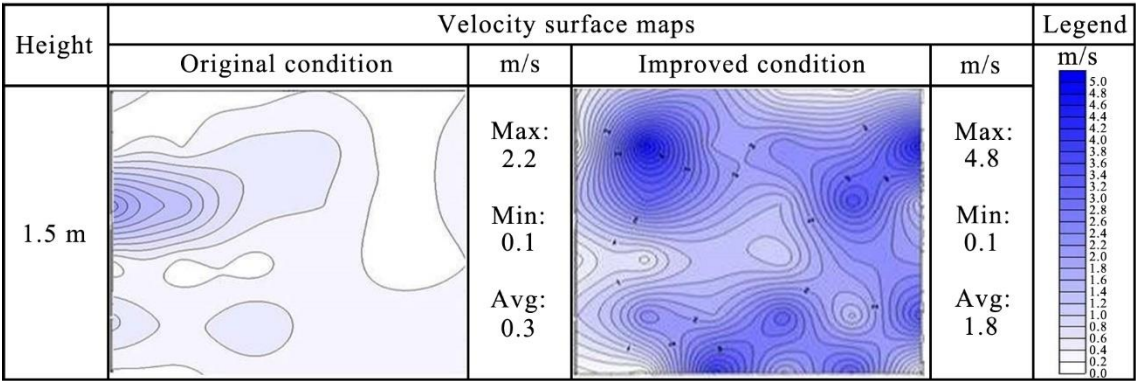 Height
Velocity surface maps
Legend
Original condition
m/s
Improved condition
m/s
m/s
1.5 m
Max:
2.2
Min:
0.1
Avg:
0.3
Max:
4.8
Min:
0.1
Avg:
1.8
5.0
4.8
4.6
4.4
4.2
4.0
3.8
3.6
3.4
3.2
3.0
2.8
2.6
2.4
2.2
2.0
1.8
1.6
1.4
1.2
1.0
0.8
0.6
0.4
0.2
0.0